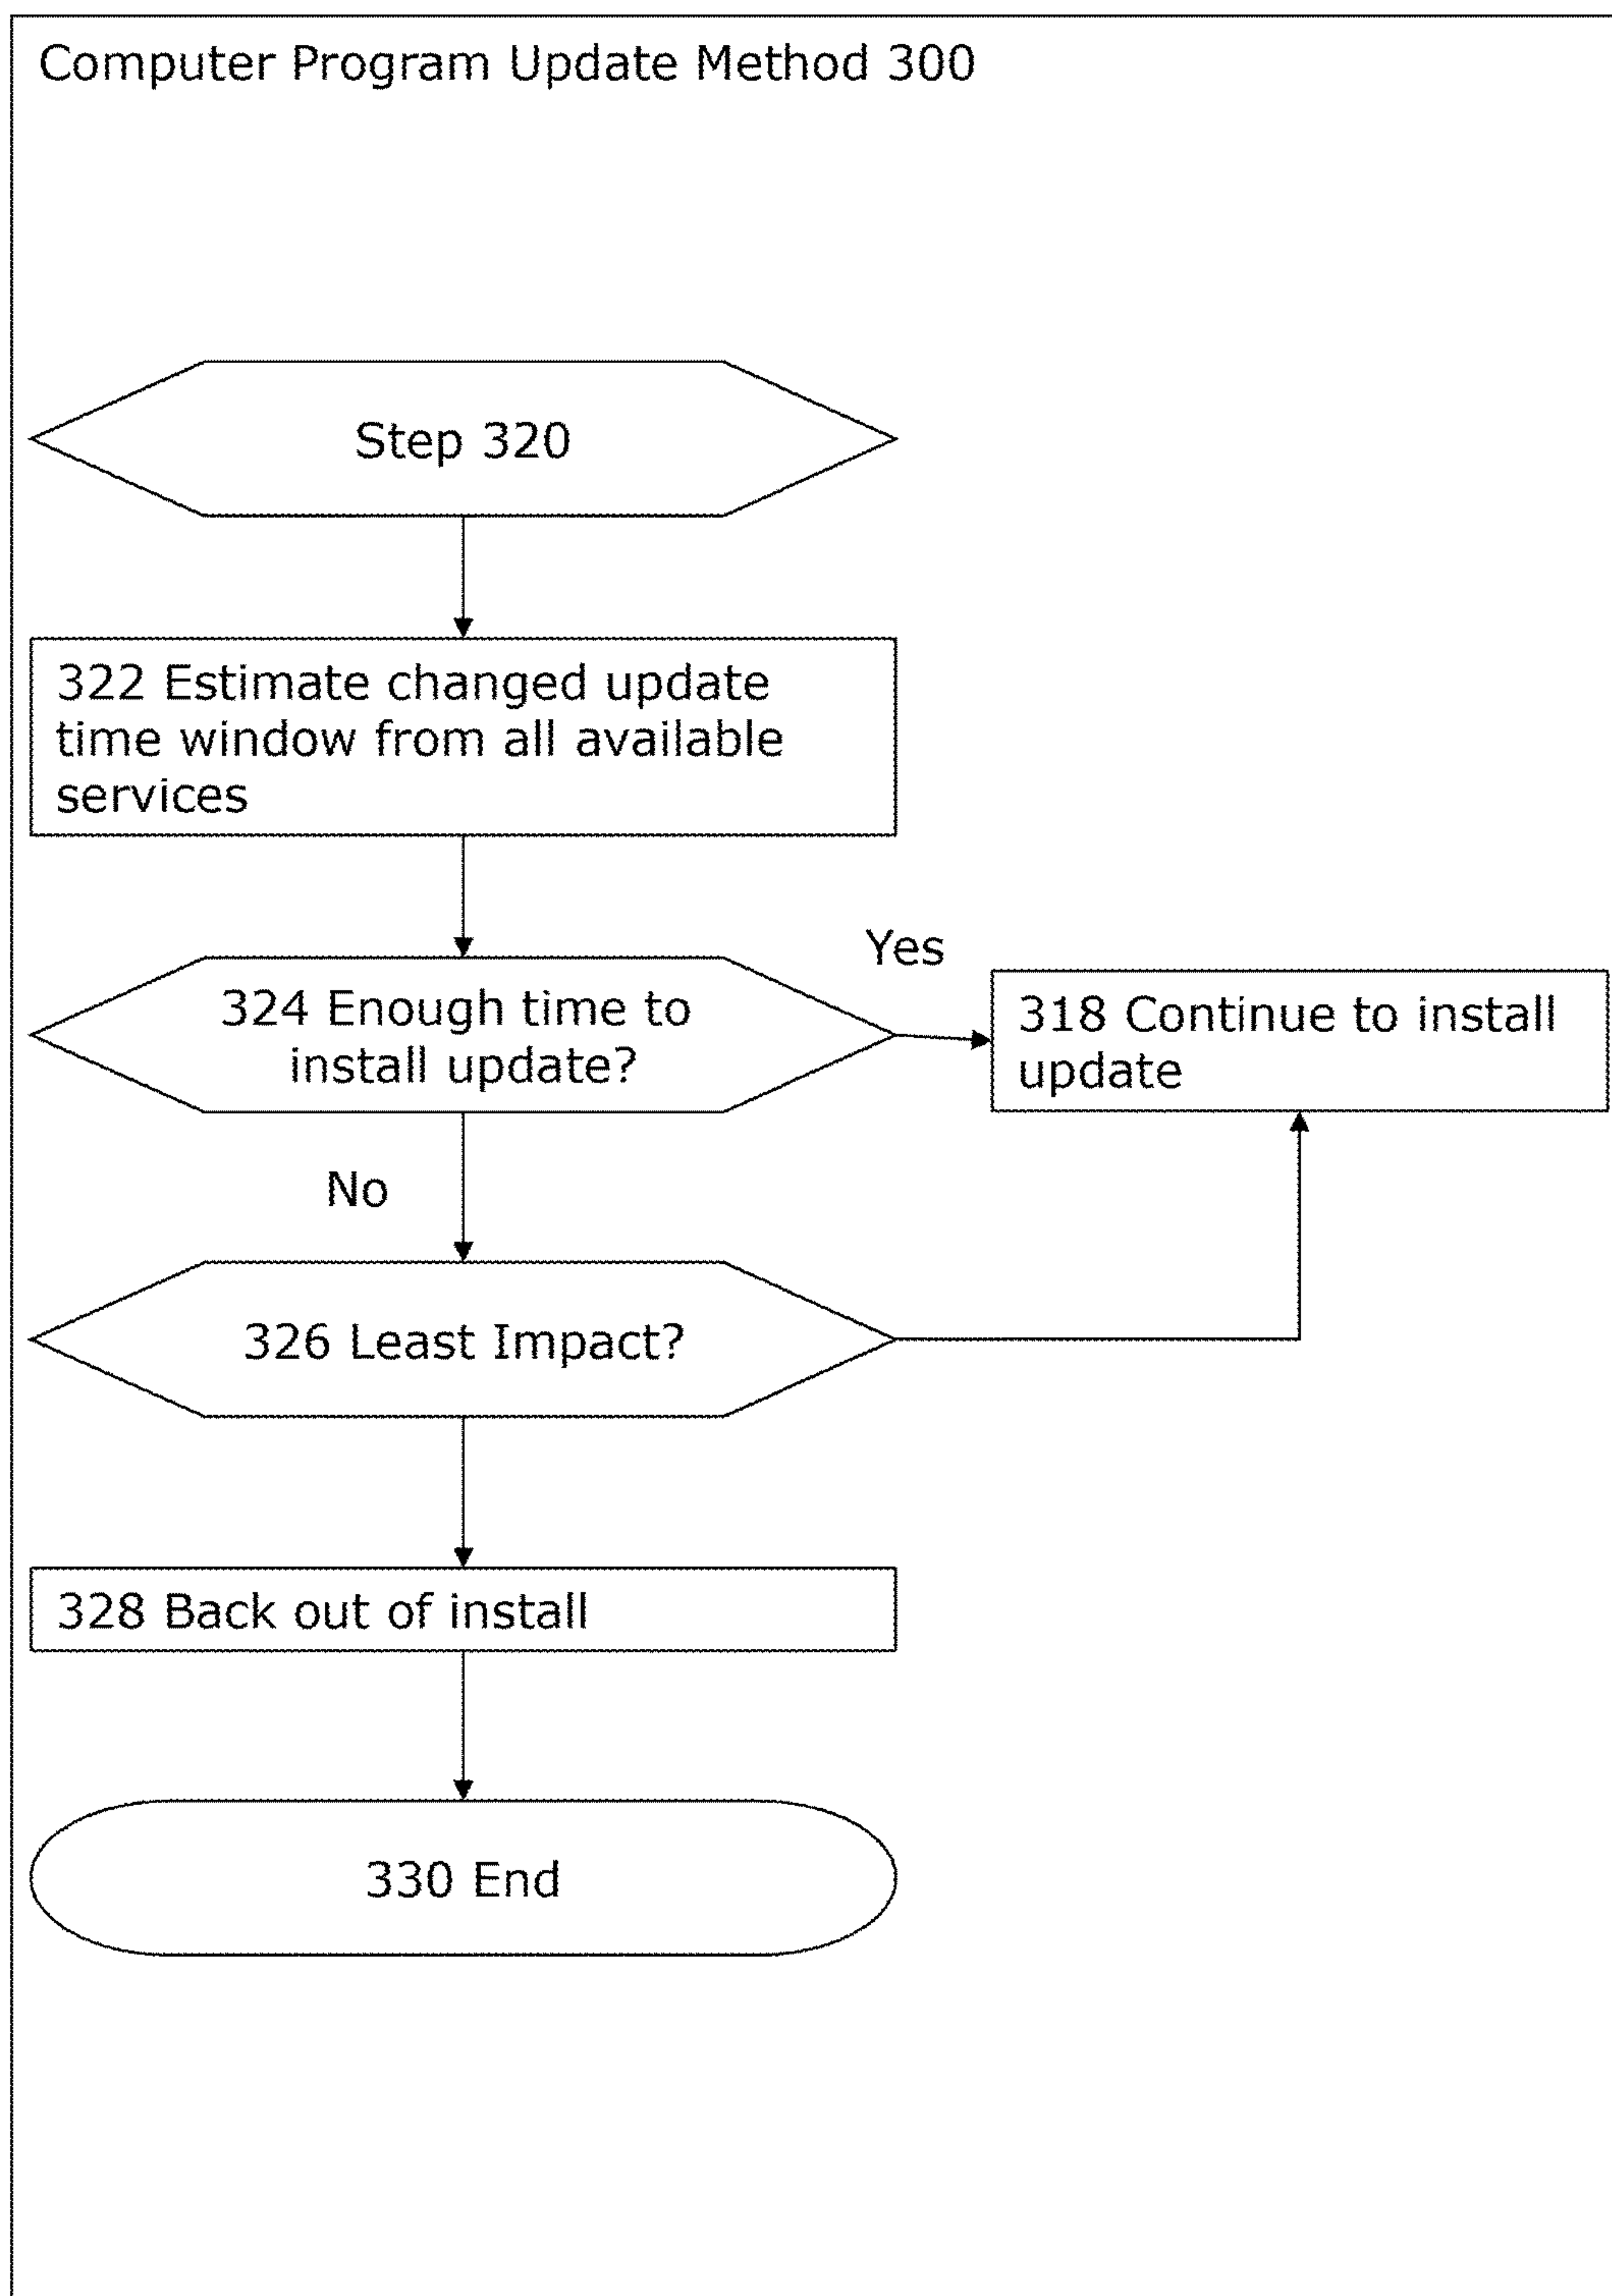 Computer Program Update Method 300
Step 320
322 Estimate changed update
time window from all available
services
324 Enough time to
install update?
Yes
318 Continue to install
update
No
326 Least Impact?
328 Back out of install
330 End